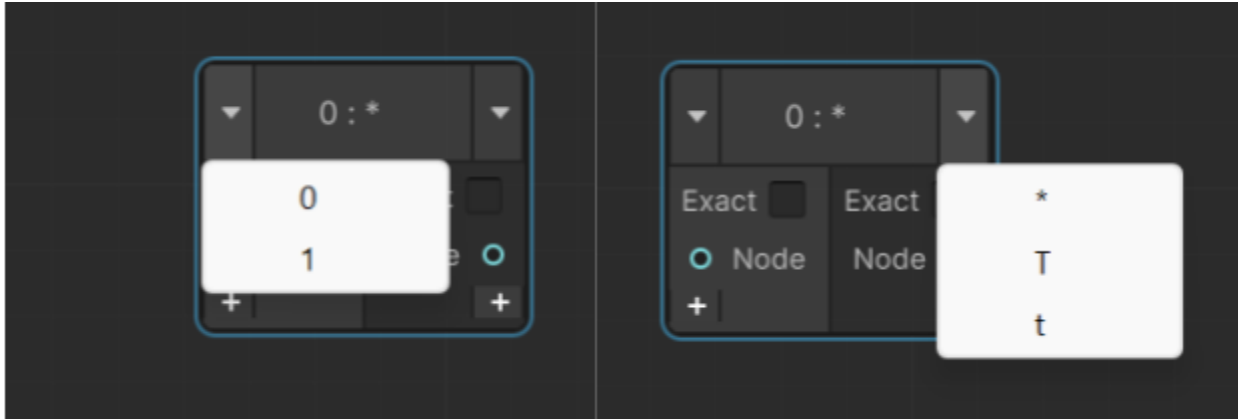 0 : *
0
1
0 : *
Exact Exact
Node Node
*
T
t
+ +
+